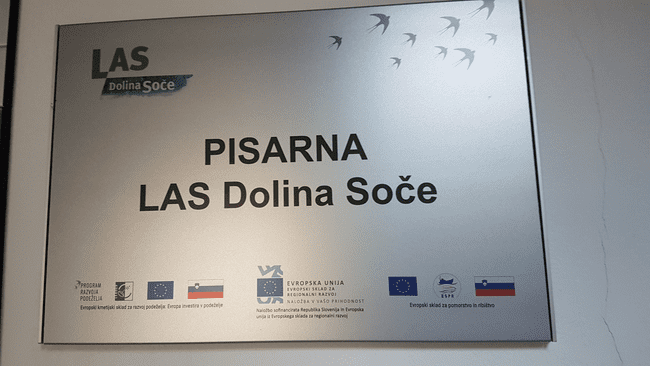 LAS
Dolina Soče
PISARNA
LAS Dolina Soče
PROGRAM
RAZVOJA
PODEŽELJA
Evropski kmetijski sklad za razvoj podeželja: Evropa investira v podeželje
EVROPSKA UNIJA
EVROPSKI SKLAD ZA
REGIONALNI RAZVOJ
NALOŽBA V VAŠO PRIHODNOST
Naložbo sofinancirata Republika Slovenija in Evropska
unija iz Evropskega sklada za regionalni razvoj
ESPR
Evropski sklad za pomorstvo in ribištvo